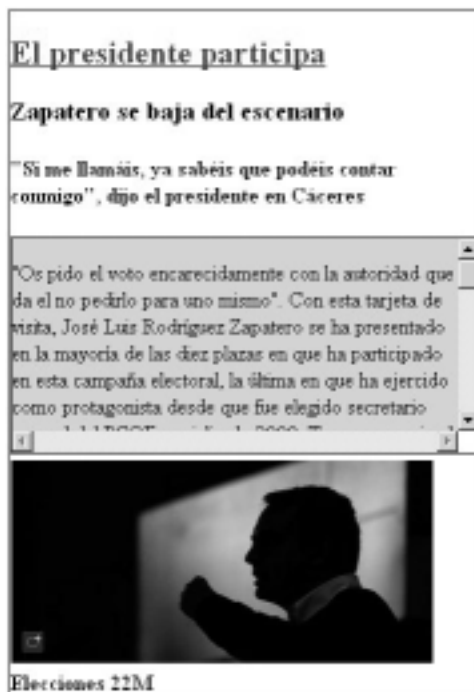 El presidente participa
Zapatero se baja del escenario
"Si me llamáis, ya sabéis que podéis contar
conmigo", dijo el presidente en Cáceres
"Os pido el voto encarecidamente con la autoridad que
da el no pedirlo para uno mismo". Con esta tarjeta de
visita, José Luis Rodríguez Zapatero se ha presentado
en la mayoría de las diez plazas en que ha participado
en esta campaña electoral, la última en que ha ejercido
como protagonista desde que fue elegido secretario
Elecciones 22M